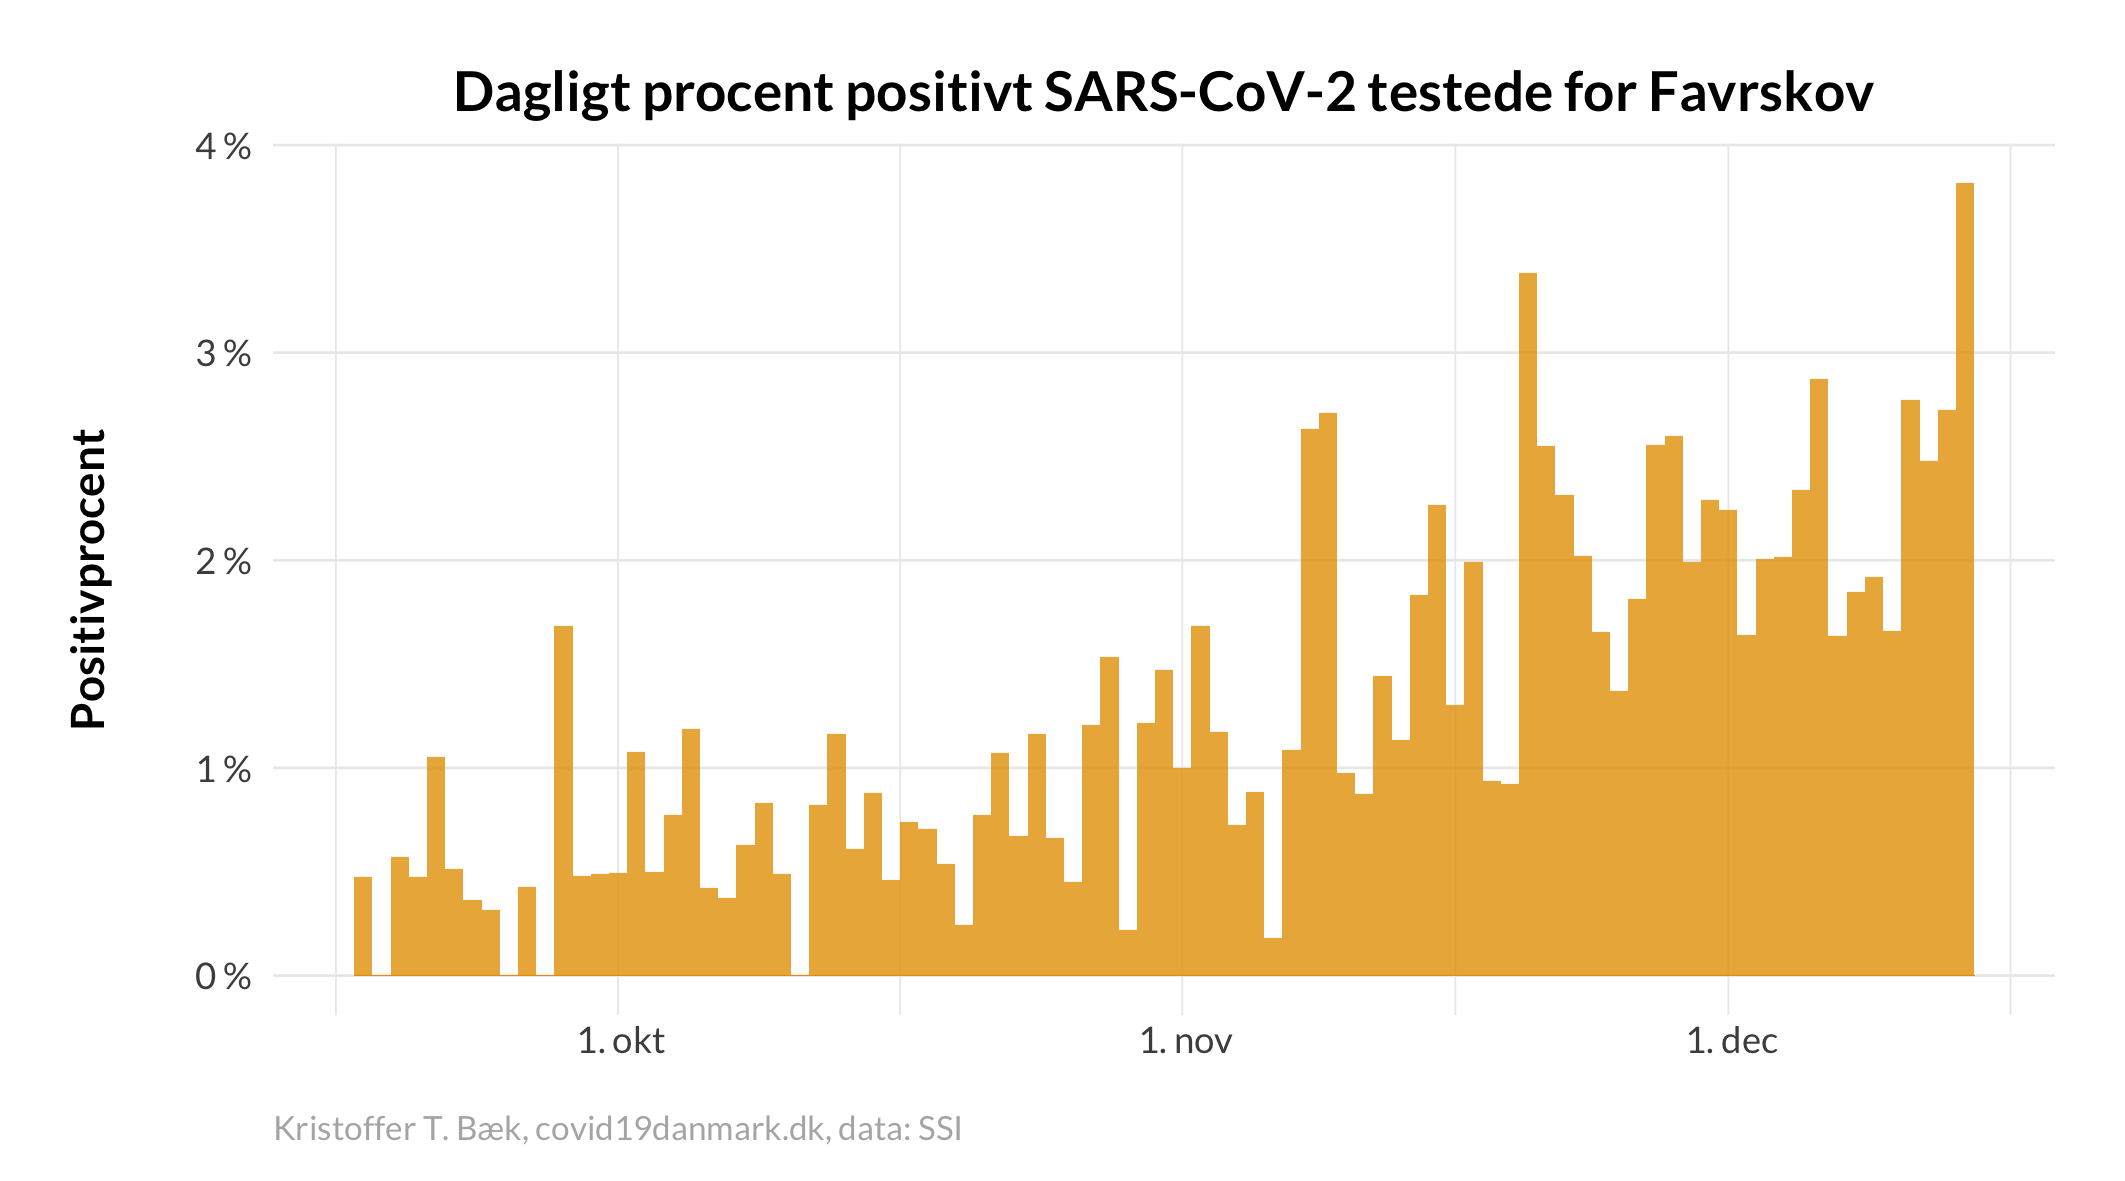 Dagligt procent positivt SARS-CoV-2 testede for Favrskov
Positivprocent
4 %
3 %
2 %
1 %
0 %
1. okt
1. nov
1. dec
Kristoffer T. Bæk, covid19danmark.dk, data: SSI